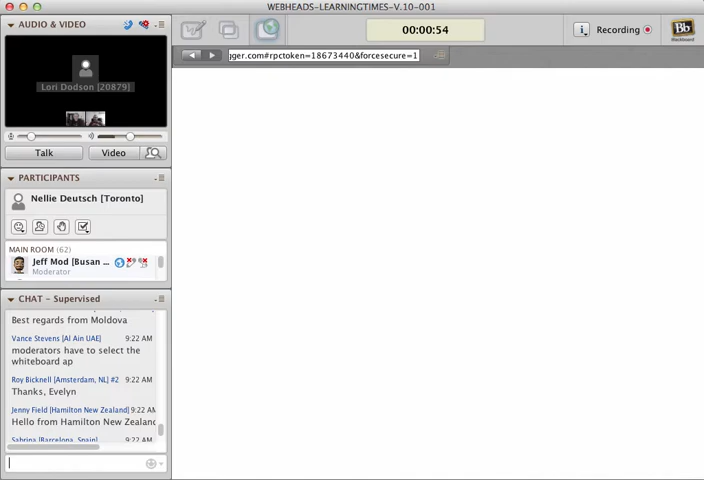 WEBHEADS-LEARNINGTIMES-V.10-001
AUDIO & VIDEO
Lori Dodson [20879]
Talk
Video
PARTICIPANTS
Nellie Deutsch [Toronto]
MAIN ROOM (62)
Jeff Mod [Busan ...
Moderator
CHAT - Supervised
Best regards from Moldova
Vance Stevens [Al Ain UAE] 9:22 AM
moderators have to select the
whiteboard ap
Roy Bicknell [Amsterdam, NL] #2 9:22 AM
Thanks, Evelyn
Jenny Field [Hamilton New Zealand] 9:22 AM
Hello from Hamilton New Zealand
Sabrina [Barcelona, Spain] 9:22 AM
00:00:54
Recording
Bb
Blackboard
gger.com#rpctoken=18673440&forcesecure=1